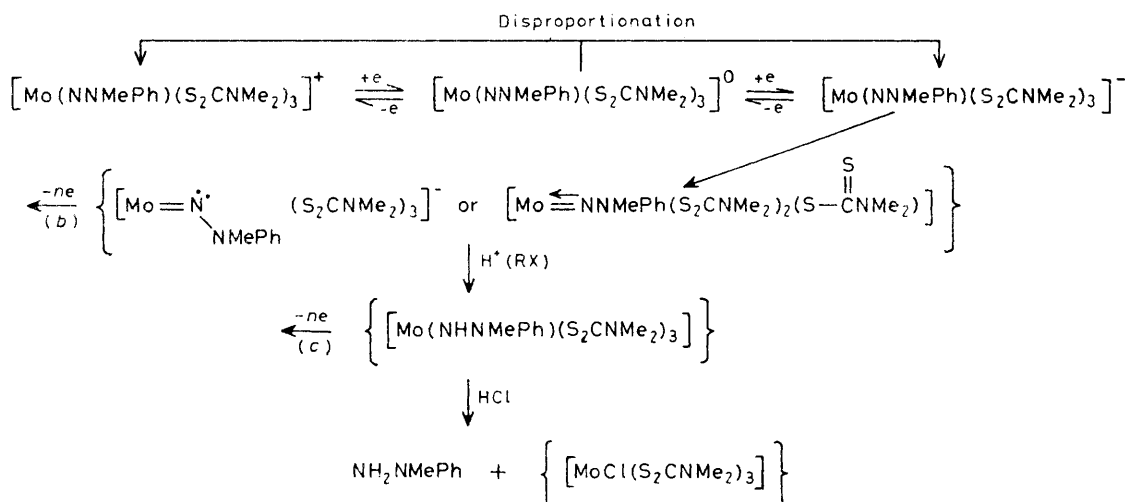 Disproportionation
[Mo(NNMePh)(S₂CNMe₂)₃]⁺ +e -e [Mo(NNMePh)(S₂CNMe₂)₃]⁰ +e -e [Mo(NNMePh)(S₂CNMe₂)₃]⁻
-ne (b) { [Mo=N̈ NMePh (S₂CNMe₂)₃]⁻ or [Mo≡NNMePh(S₂CNMe₂)₂(S—C(=S)NMe₂)] }
H⁺(RX)
-ne (c) { [Mo(NHNMePh)(S₂CNMe₂)₃] }
HCl
NH₂NMePh + { [MoCl(S₂CNMe₂)₃] }